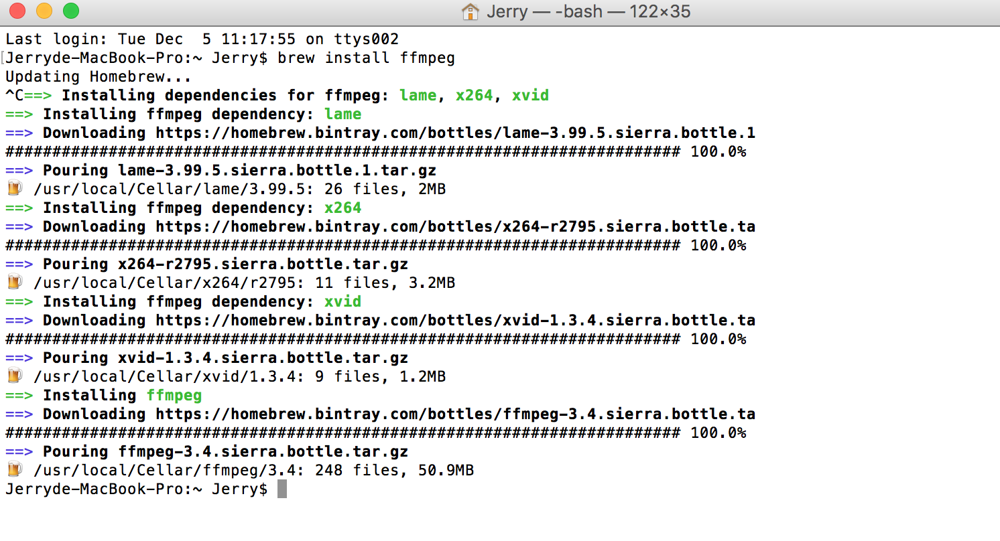 Jerry — -bash — 122×35
Last login: Tue Dec  5 11:17:55 on ttys002
[Jerryde-MacBook-Pro:~ Jerry$ brew install ffmpeg
Updating Homebrew...
^C==> Installing dependencies for ffmpeg: lame, x264, xvid
==> Installing ffmpeg dependency: lame
==> Downloading https://homebrew.bintray.com/bottles/lame-3.99.5.sierra.bottle.1
######################################################################## 100.0%
==> Pouring lame-3.99.5.sierra.bottle.1.tar.gz
🍺 /usr/local/Cellar/lame/3.99.5: 26 files, 2MB
==> Installing ffmpeg dependency: x264
==> Downloading https://homebrew.bintray.com/bottles/x264-r2795.sierra.bottle.ta
######################################################################## 100.0%
==> Pouring x264-r2795.sierra.bottle.tar.gz
🍺 /usr/local/Cellar/x264/r2795: 11 files, 3.2MB
==> Installing ffmpeg dependency: xvid
==> Downloading https://homebrew.bintray.com/bottles/xvid-1.3.4.sierra.bottle.ta
######################################################################## 100.0%
==> Pouring xvid-1.3.4.sierra.bottle.tar.gz
🍺 /usr/local/Cellar/xvid/1.3.4: 9 files, 1.2MB
==> Installing ffmpeg
==> Downloading https://homebrew.bintray.com/bottles/ffmpeg-3.4.sierra.bottle.ta
######################################################################## 100.0%
==> Pouring ffmpeg-3.4.sierra.bottle.tar.gz
🍺 /usr/local/Cellar/ffmpeg/3.4: 248 files, 50.9MB
Jerryde-MacBook-Pro:~ Jerry$